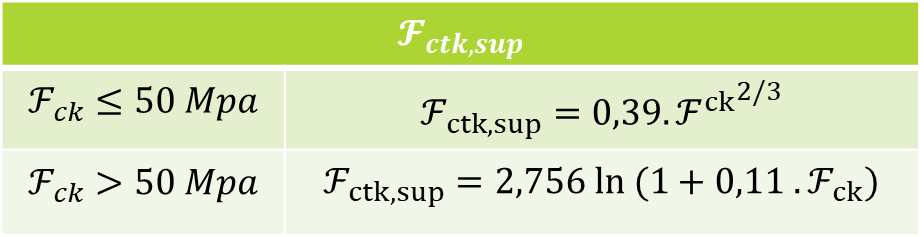 ℱctk,sup
ℱck ≤ 50 Mpa
ℱctk,sup = 0,39.ℱ^ck^2/3
ℱck > 50 Mpa
ℱctk,sup = 2,756 ln (1 + 0,11 .ℱck)